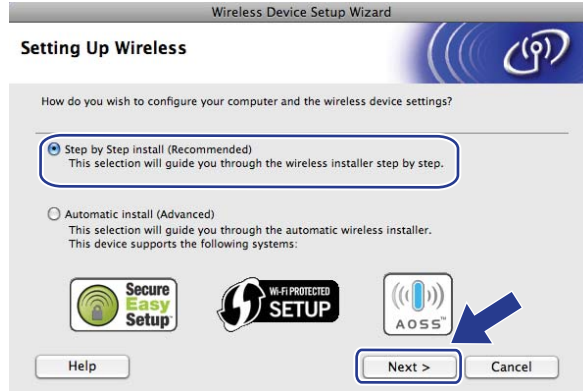 Wireless Device Setup Wizard
Setting Up Wireless
How do you wish to configure your computer and the wireless device settings?
Step by Step install (Recommended)
This selection will guide you through the wireless installer step by step.
Automatic install (Advanced)
This selection will guide you through the automatic wireless installer.
This device supports the following systems:
Secure
Easy
Setup
Wi-Fi PROTECTED
SETUP
AOSS™
Help
Next >
Cancel